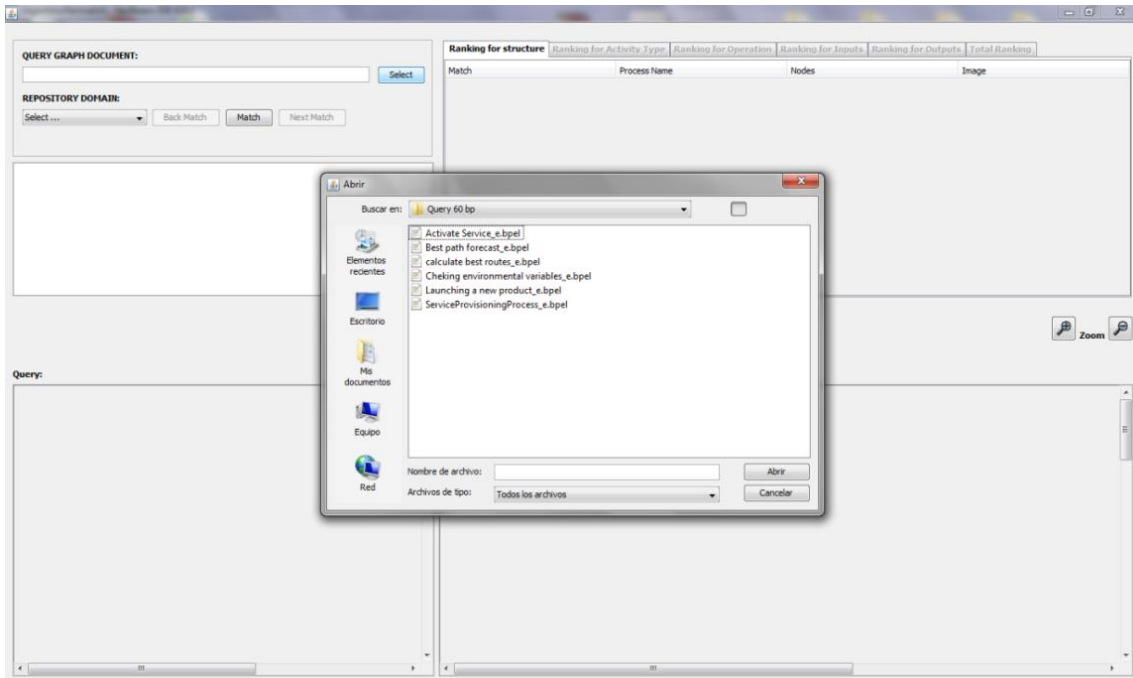 QUERY GRAPH DOCUMENT:
Select
REPOSITORY DOMAIN:
Select ... Back Match Match Next Match
Ranking for structure Ranking for Activity Type Ranking for Operation Ranking for Inputs Ranking for Outputs Total Ranking
Match Process Name Nodes Image
Abrir
Buscar en: Query 60 bp
Elementos recientes
Escritorio
Mis documentos
Equipo
Red
Activate Service_e.bpel
Best path forecast_e.bpel
calculate best routes_e.bpel
Cheking environmental variables_e.bpel
Launching a new product_e.bpel
ServiceProvisioningProcess_e.bpel
Nombre de archivo: Abrir
Archivos de tipo: Todos los archivos Cancelar
Zoom
Query: